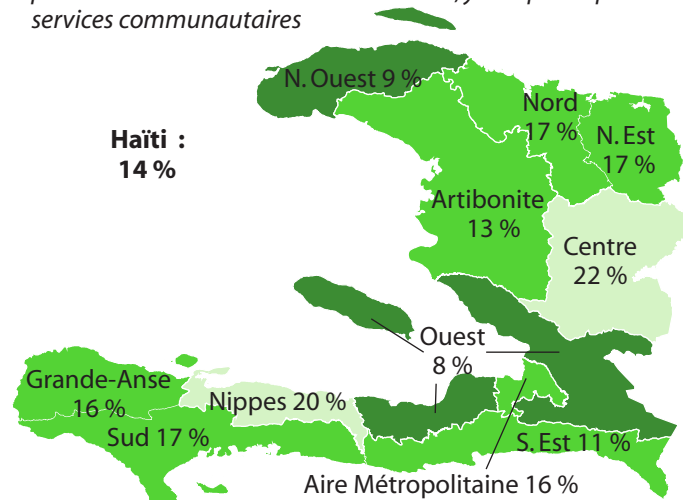 services communautaires
N. Ouest 9 %
Nord
17 %
N. Est
17 %
Haïti :
14 %
Artibonite
13 %
Centre
22 %
Ouest
8 %
Grande-Anse
16 %
Nippes 20 %
Sud 17 %
S. Est 11 %
Aire Métropolitaine 16 %